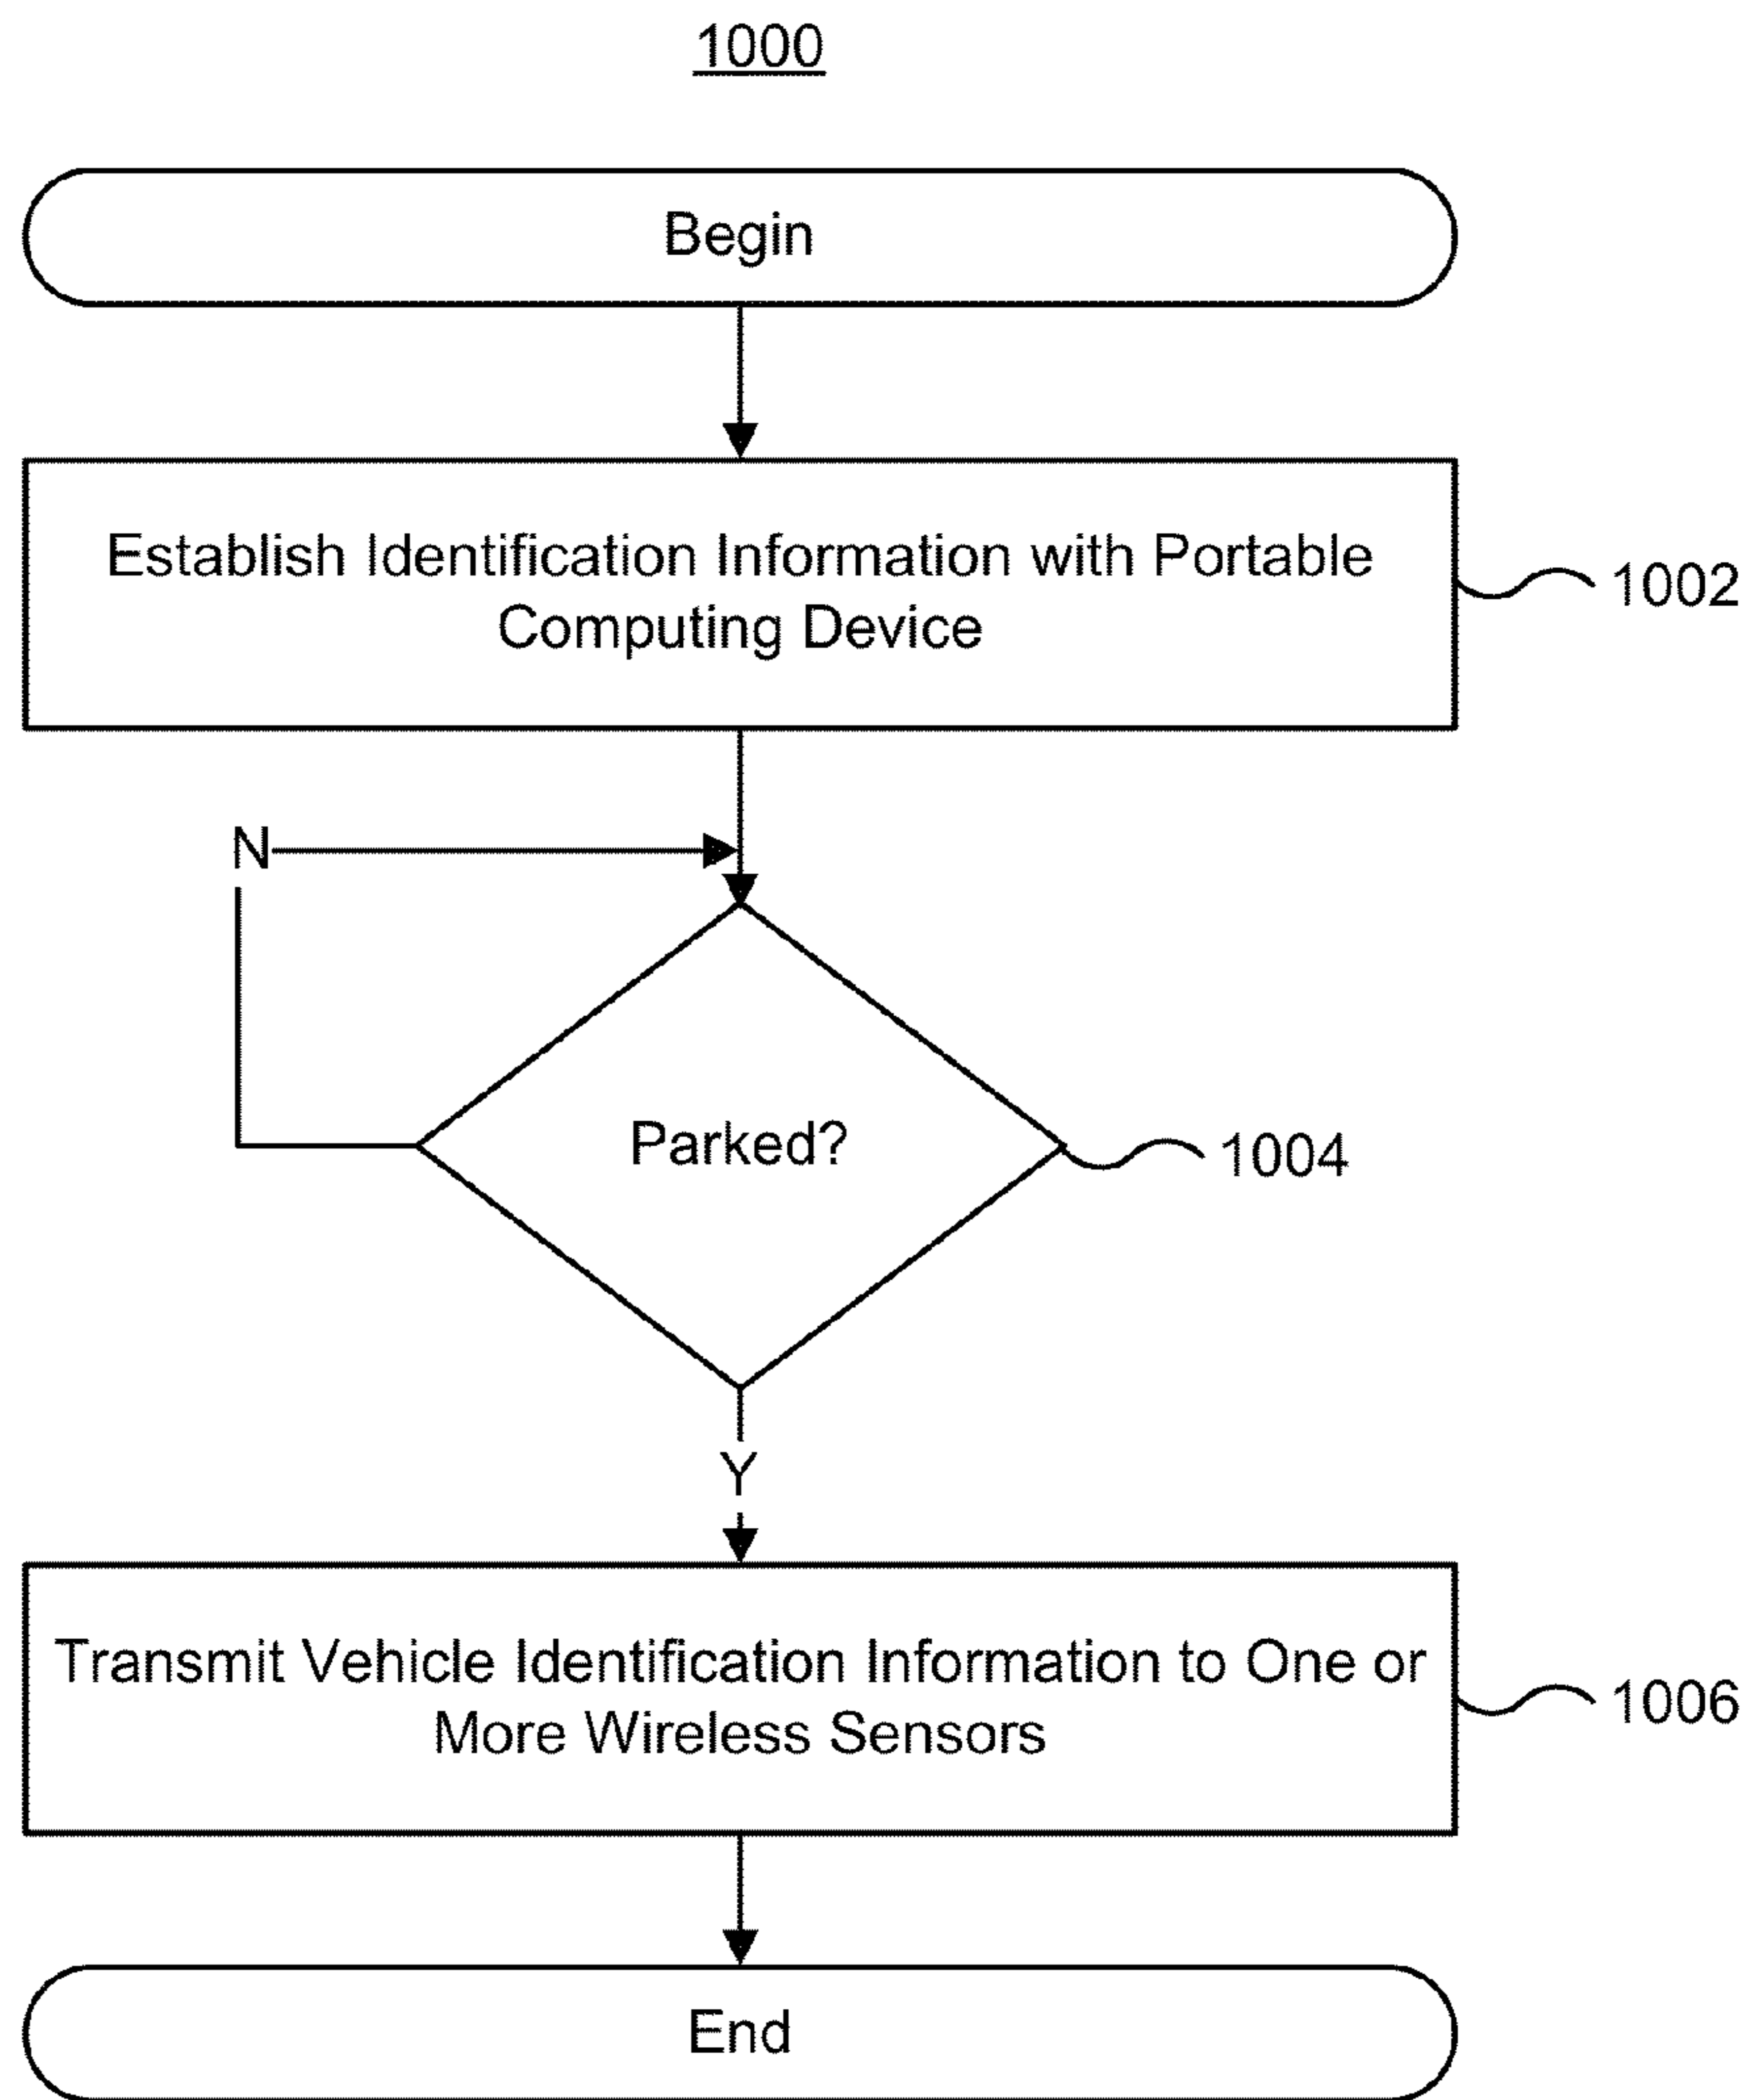 1000
Begin
Establish Identification Information with Portable
Computing Device
1002
N
Parked?
1004
Y
Transmit Vehicle Identification Information to One or
More Wireless Sensors
1006
End